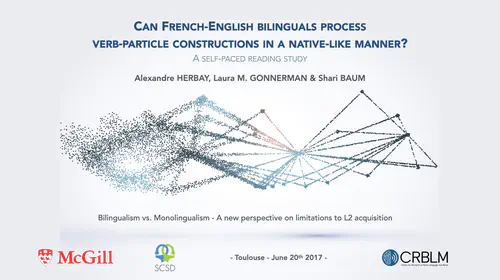 CAN FRENCH-ENGLISH BILINGUALS PROCESS
VERB-PARTICLE CONSTRUCTIONS IN A NATIVE-LIKE MANNER?
A SELF-PACED READING STUDY
Alexandre HERBAY, Laura M. GONNERMAN & Shari BAUM
Bilingualism vs. Monolingualism - A new perspective on limitations to L2 acquisition
McGill
SCSD
- Toulouse - June 20th 2017 -
CRBLM